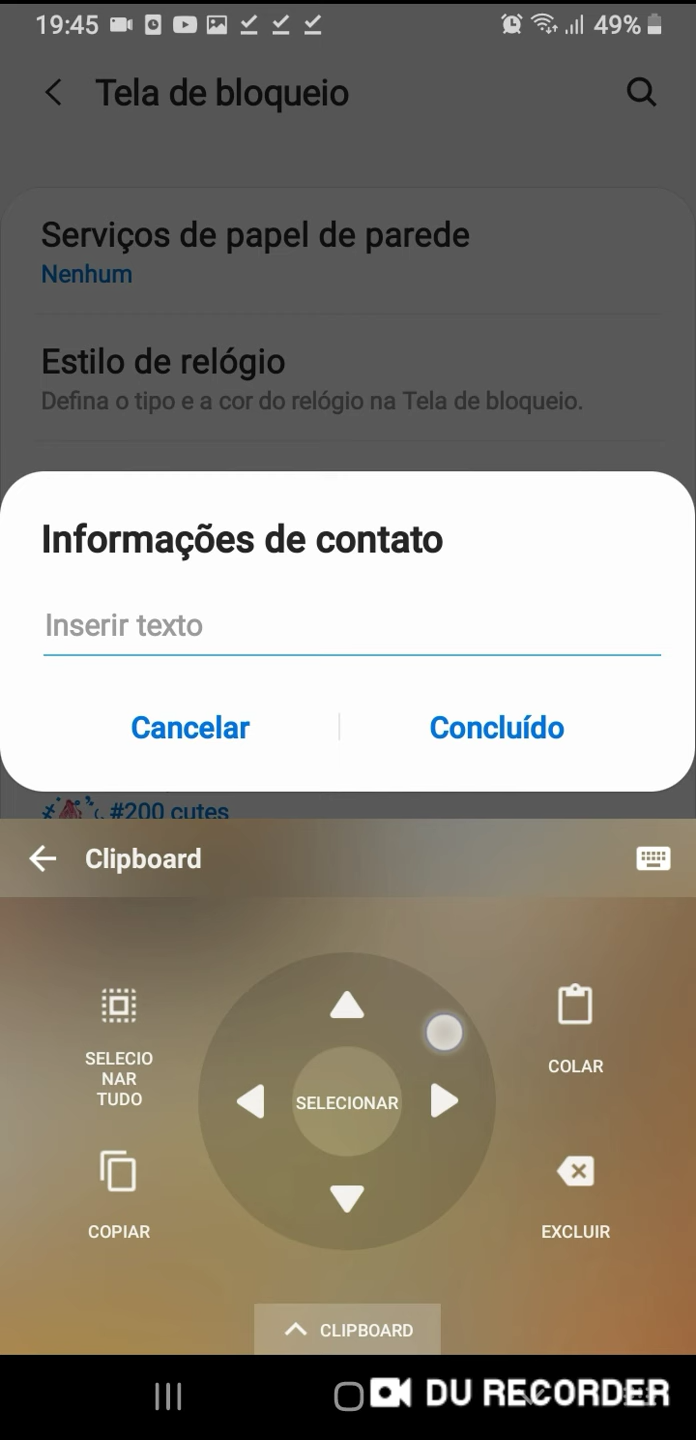 19:45
49%
Tela de bloqueio
Serviços de papel de parede
Nenhum
Estilo de relógio
Defina o tipo e a cor do relógio na Tela de bloqueio.
Informações de contato
Inserir texto
Cancelar
Concluído
#200 cutes
Clipboard
SELECIO
NAR
TUDO
SELECIONAR
COLAR
COPIAR
EXCLUIR
CLIPBOARD
DU RECORDER